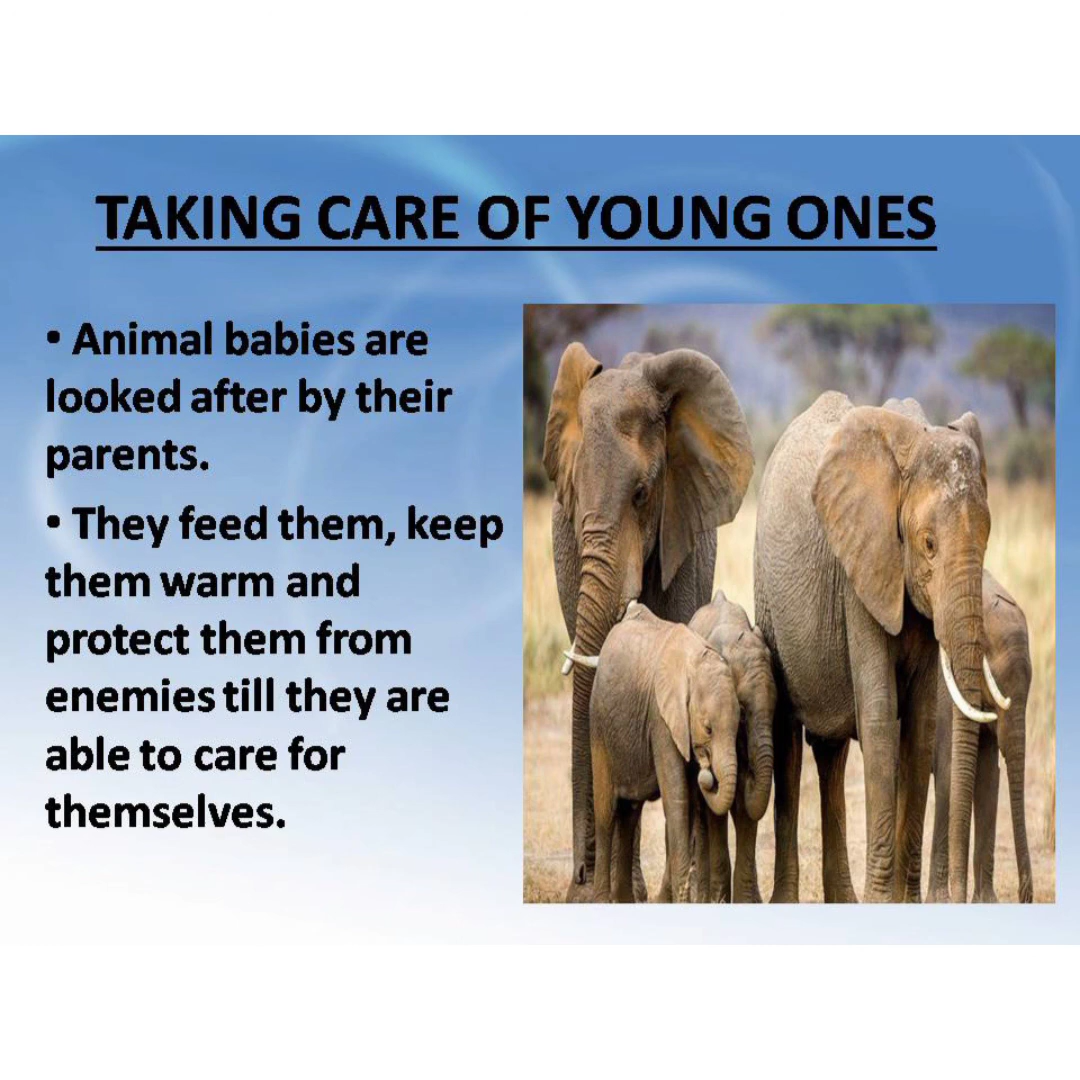 TAKING CARE OF YOUNG ONES
• Animal babies are
looked after by their
parents.
• They feed them, keep
them warm and
protect them from
enemies till they are
able to care for
themselves.